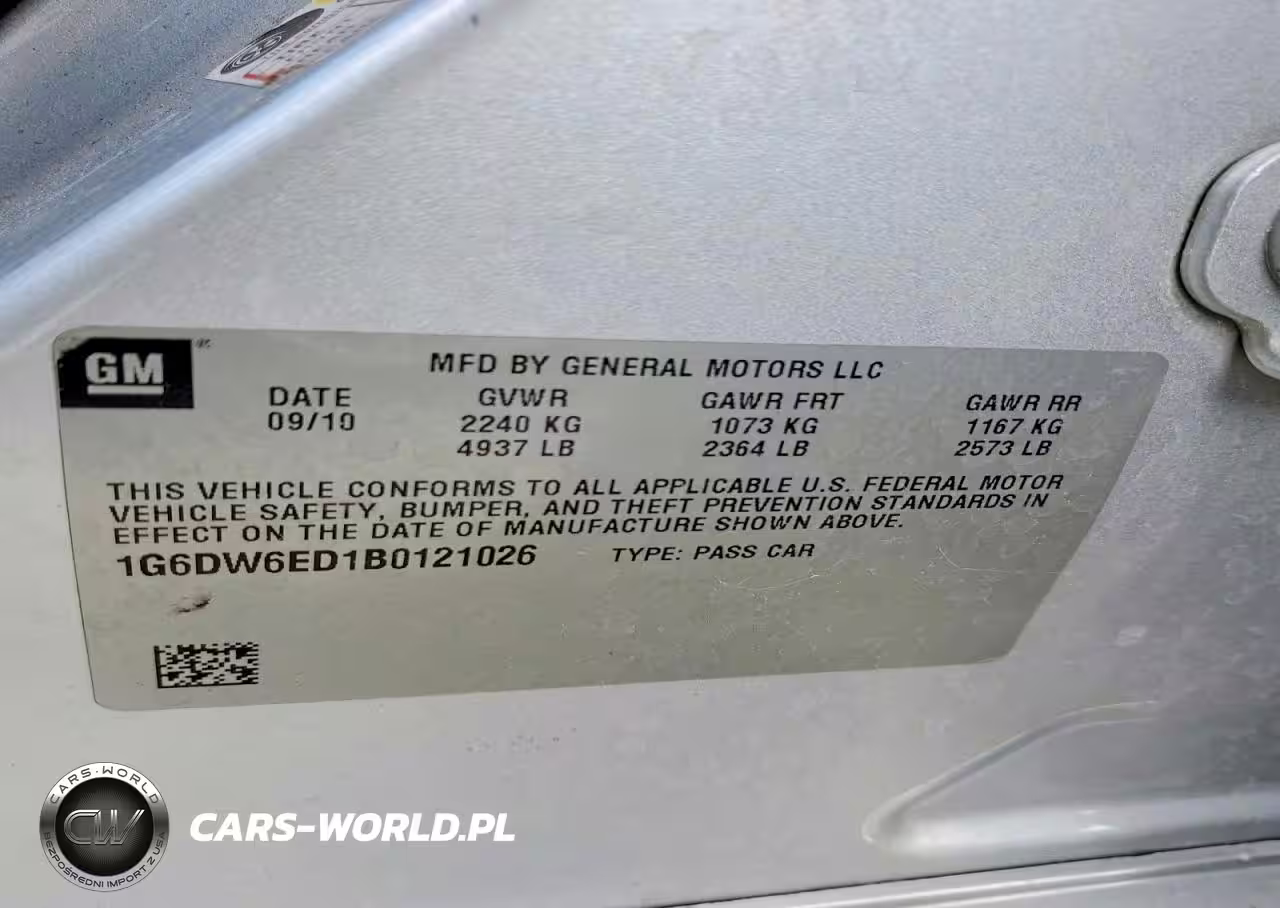 GM
MFD BY GENERAL MOTORS LLC
DATE GVWR GAWR FRT GAWR RR
09/10 2240 KG 1073 KG 1167 KG
4937 LB 2364 LB 2573 LB
THIS VEHICLE CONFORMS TO ALL APPLICABLE U.S. FEDERAL MOTOR
VEHICLE SAFETY, BUMPER, AND THEFT PREVENTION STANDARDS IN
EFFECT ON THE DATE OF MANUFACTURE SHOWN ABOVE.
1G6DW6ED1B0121026 TYPE: PASS CAR
CARS-WORLD
CW
BEZPOŚREDNI IMPORT Z USA
CARS-WORLD.PL